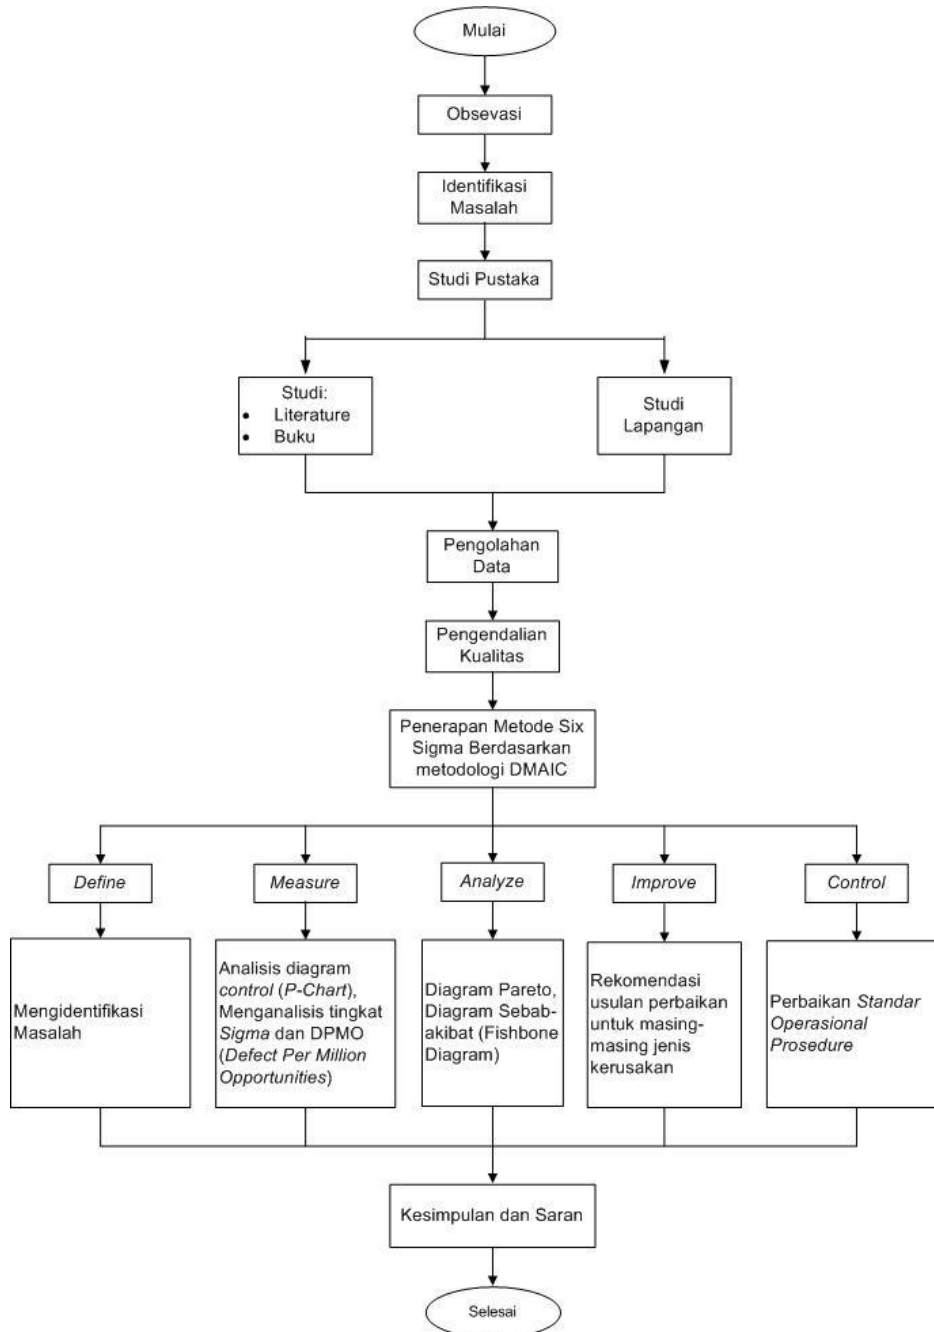 Mulai
Obsevasi
Identifikasi
Masalah
Studi Pustaka
Studi:
• Literature
• Buku
Studi
Lapangan
Pengolahan
Data
Pengendalian
Kualitas
Penerapan Metode Six
Sigma Berdasarkan
metodologi DMAIC
Define
Measure
Analyze
Improve
Control
Mengidentifikasi
Masalah
Analisis diagram
control (P-Chart),
Menganalisis tingkat
Sigma dan DPMO
(Defect Per Million
Opportunities)
Diagram Pareto,
Diagram Sebab-
akibat (Fishbone
Diagram)
Rekomendasi
usulan perbaikan
untuk masing-
masing jenis
kerusakan
Perbaikan Standar
Operasional
Prosedure
Kesimpulan dan Saran
Selesai